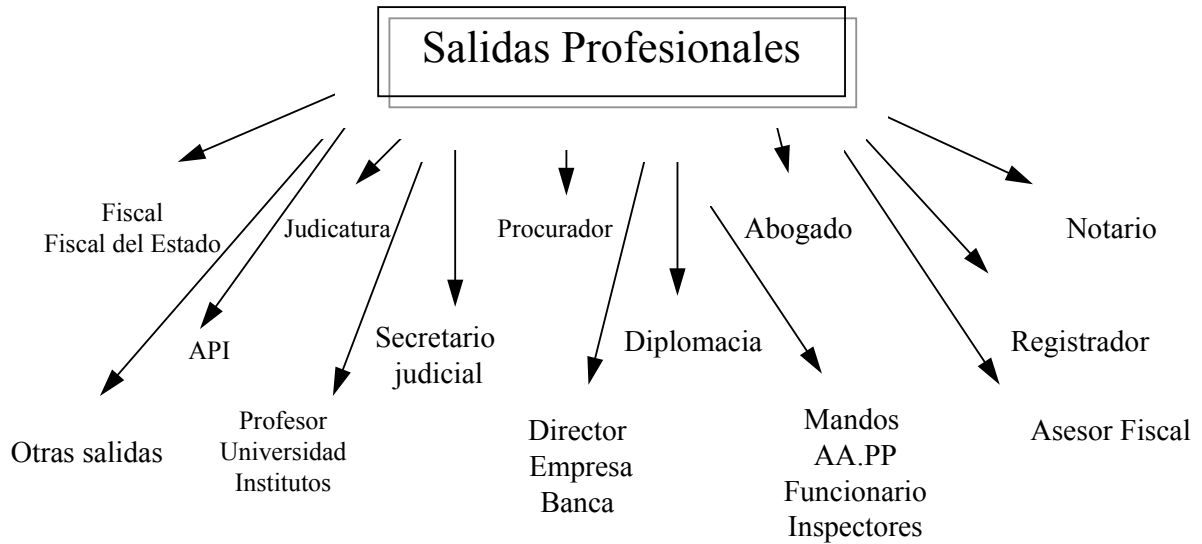 Salidas Profesionales
Fiscal
Fiscal del Estado
Judicatura
Procurador
Abogado
Notario
API
Secretario
judicial
Diplomacia
Registrador
Otras salidas
Profesor
Universidad
Institutos
Director
Empresa
Banca
Mandos
AA.PP
Funcionario
Inspectores
Asesor Fiscal